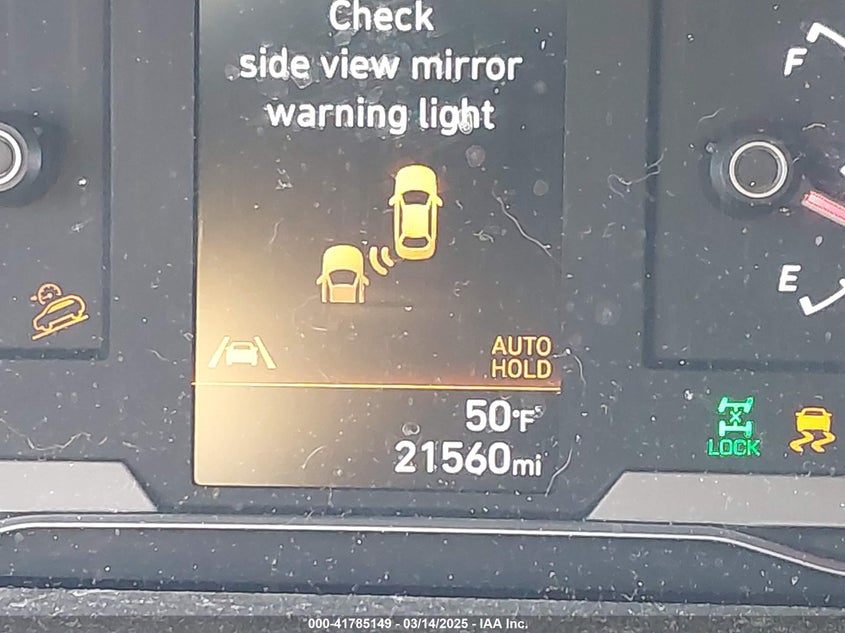 Check
side view mirror
warning light
F
E
AUTO
HOLD
50°F
21560mi
LOCK
000-41785149 - 03/14/2025 - IAA Inc.